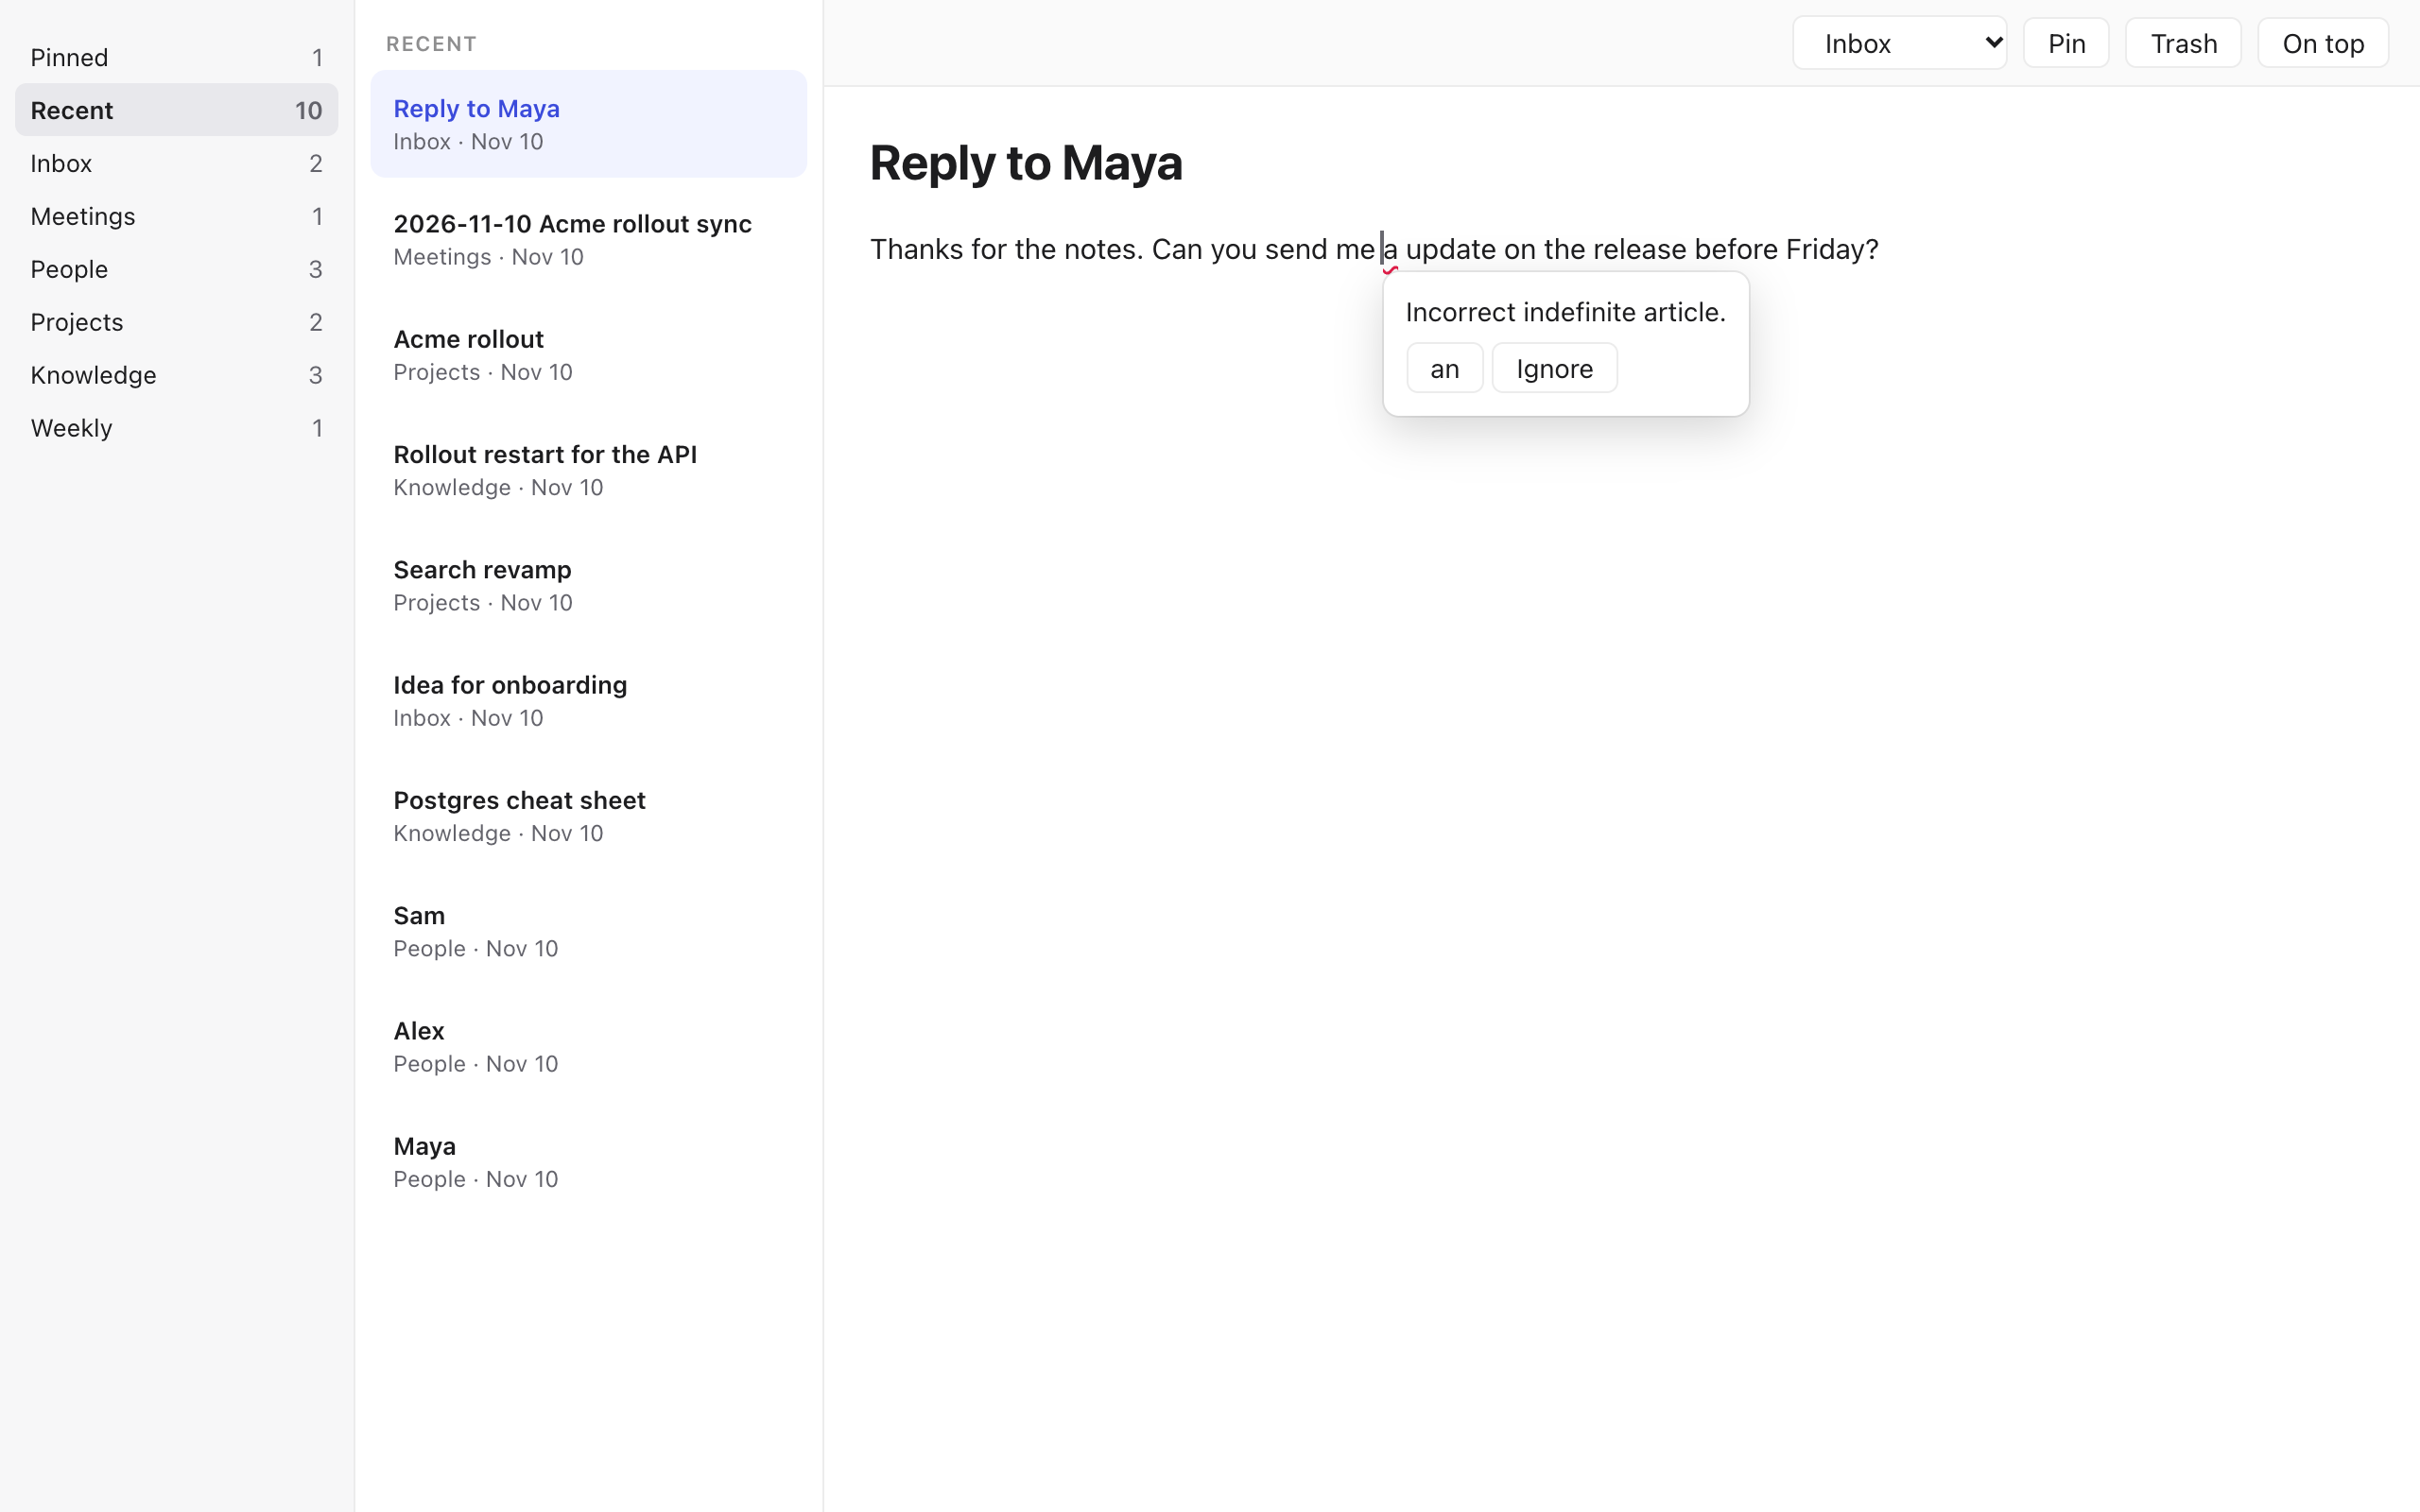 Pinned 1
Recent 10
Inbox 2
Meetings 1
People 3
Projects 2
Knowledge 3
Weekly 1
RECENT
Reply to Maya
Inbox · Nov 10
2026-11-10 Acme rollout sync
Meetings · Nov 10
Acme rollout
Projects · Nov 10
Rollout restart for the API
Knowledge · Nov 10
Search revamp
Projects · Nov 10
Idea for onboarding
Inbox · Nov 10
Postgres cheat sheet
Knowledge · Nov 10
Sam
People · Nov 10
Alex
People · Nov 10
Maya
People · Nov 10
Inbox Pin Trash On top
Reply to Maya
Thanks for the notes. Can you send me a update on the release before Friday?
Incorrect indefinite article.
an Ignore